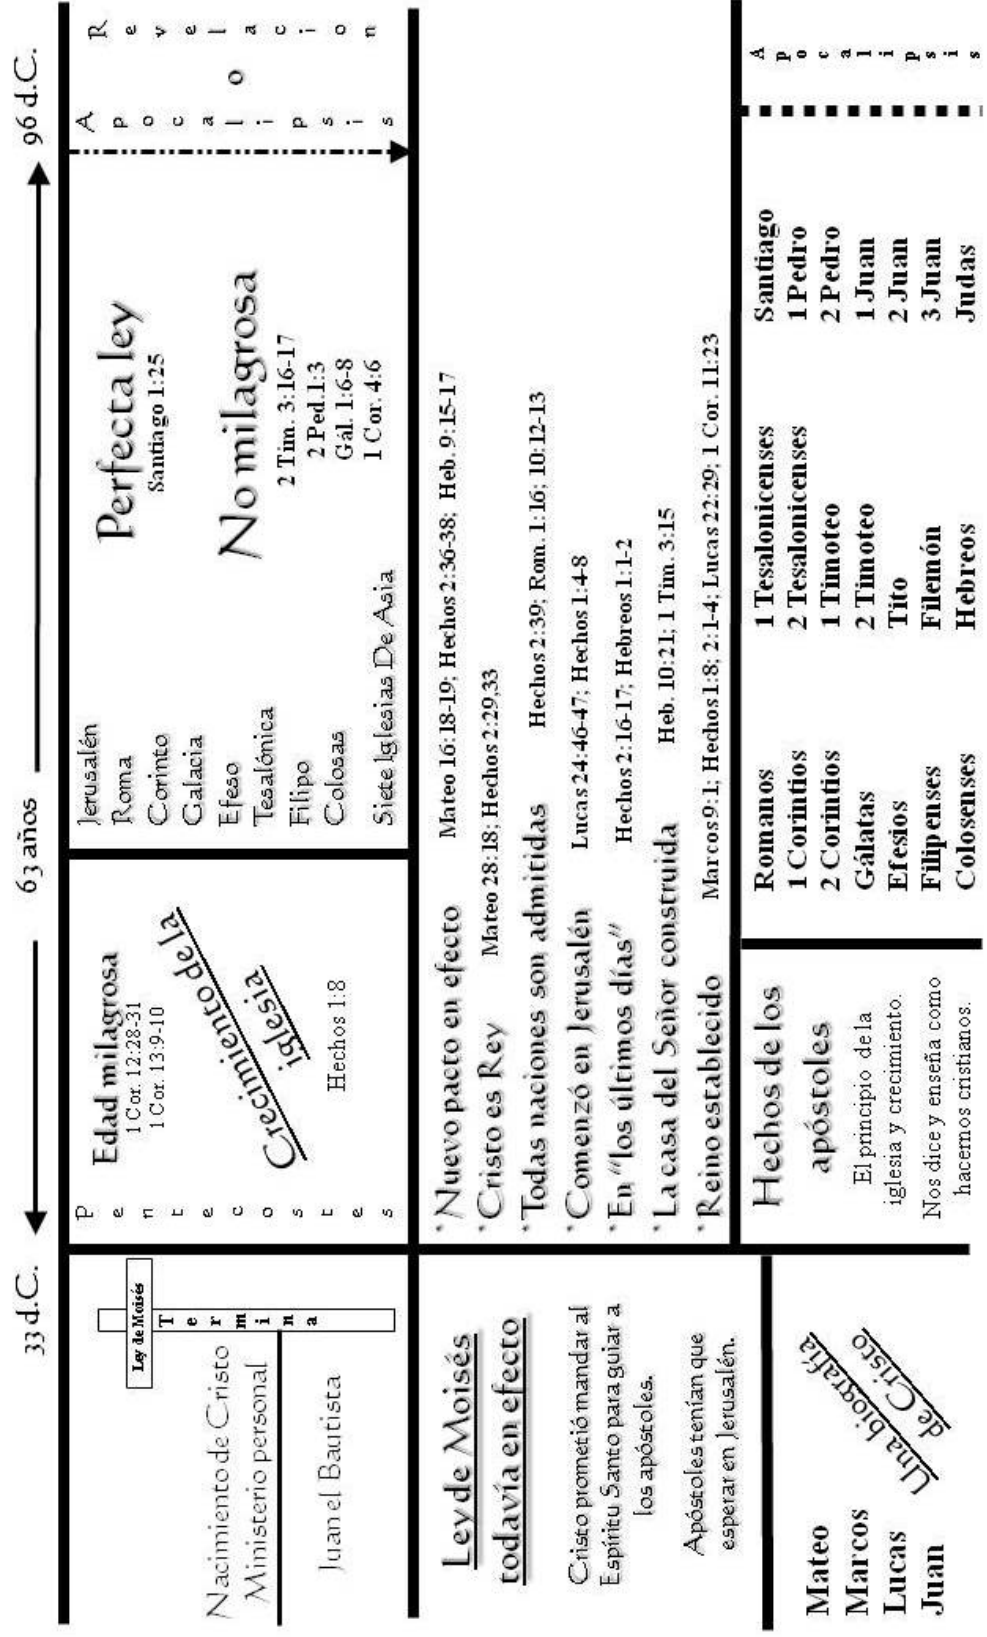 33 d.C.
63 años
96 d.C.
Ley de Moisés
Termina
Nacimiento de Cristo
Ministerio personal
Juan el Bautista
Pentecostes
Edad milagrosa
1 Cor. 12:28-31
1 Cor. 13:9-10
Crecimiento de la
iglesia
Hechos 1:8
Jerusalén
Roma
Corinto
Galacia
Efeso
Tesalónica
Filipo
Colosas
Siete Iglesias De Asia
Perfecta ley
Santiago 1:25
No milagrosa
2 Tim. 3:16-17
2 Ped.1:3
Gál. 1:6-8
1 Cor. 4:6
Apocalipsis
o
Revelacion
Ley de Moisés
todavía en efecto
Cristo prometió mandar al
Espíritu Santo para guiar a
los apóstoles.
Apóstoles tenían que
esperar en Jerusalén.
*Nuevo pacto en efecto Mateo 16:18-19; Hechos 2:36-38; Heb. 9:15-17
*Cristo es Rey Mateo 28:18; Hechos 2:29,33
*Todas naciones son admitidas Hechos 2:39; Rom. 1:16; 10:12-13
*Comenzó en Jerusalén Lucas 24:46-47; Hechos 1:4-8
*En "los últimos días" Hechos 2:16-17; Hebreos 1:1-2
*La casa del Señor construida Heb. 10:21; 1 Tim. 3:15
*Reino establecido Marcos 9:1; Hechos 1:8; 2:1-4; Lucas 22:29; 1 Cor. 11:23
Mateo
Marcos
Lucas
Juan
Una biografía
de Cristo
Hechos de los
apóstoles
El principio de la
iglesia y crecimiento.
Nos dice y enseña como
hacernos cristianos.
Romanos
1 Corintios
2 Corintios
Gálatas
Efesios
Filipenses
Colosenses
1 Tesalonicenses
2 Tesalonicenses
1 Timoteo
2 Timoteo
Tito
Filemón
Hebreos
Santiago
1 Pedro
2 Pedro
1 Juan
2 Juan
3 Juan
Judas
Apocalipsis